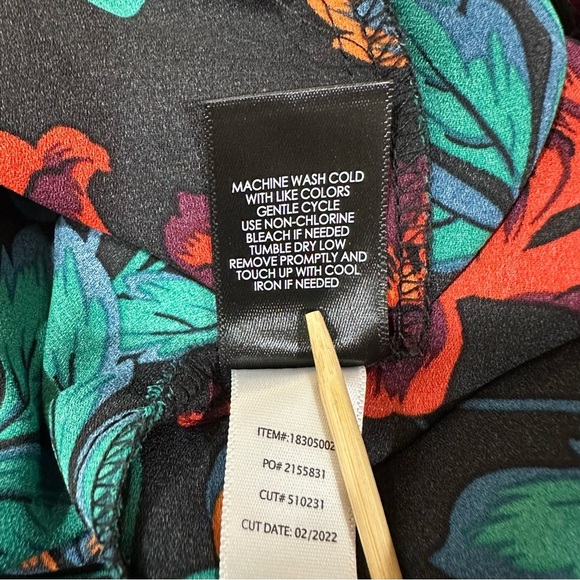 MACHINE WASH COLD
WITH LIKE COLORS
GENTLE CYCLE
USE NON-CHLORINE
BLEACH IF NEEDED
TUMBLE DRY LOW
REMOVE PROMPTLY AND
TOUCH UP WITH COOL
IRON IF NEEDED
ITEM#:18305002
PO# 2155831
CUT# 510231
CUT DATE: 02/2022